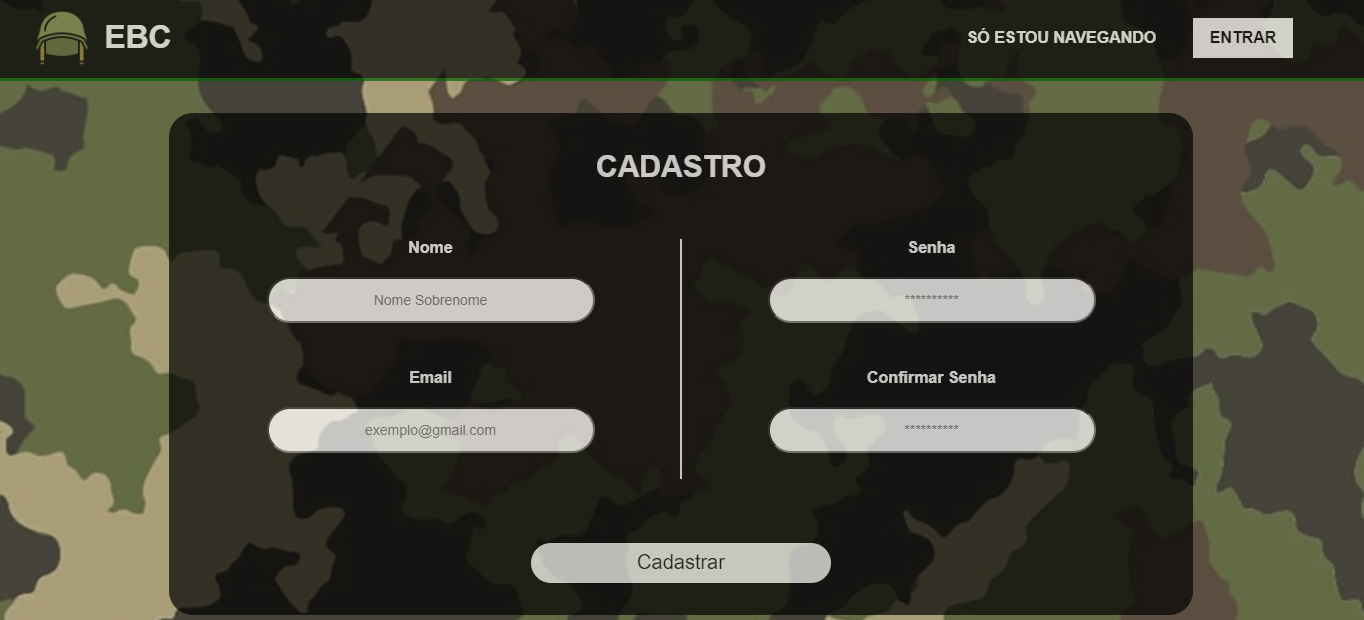 EBC
SÓ ESTOU NAVEGANDO
ENTRAR
CADASTRO
Nome
Nome Sobrenome
Email
exemplo@gmail.com
Senha
**********
Confirmar Senha
**********
Cadastrar